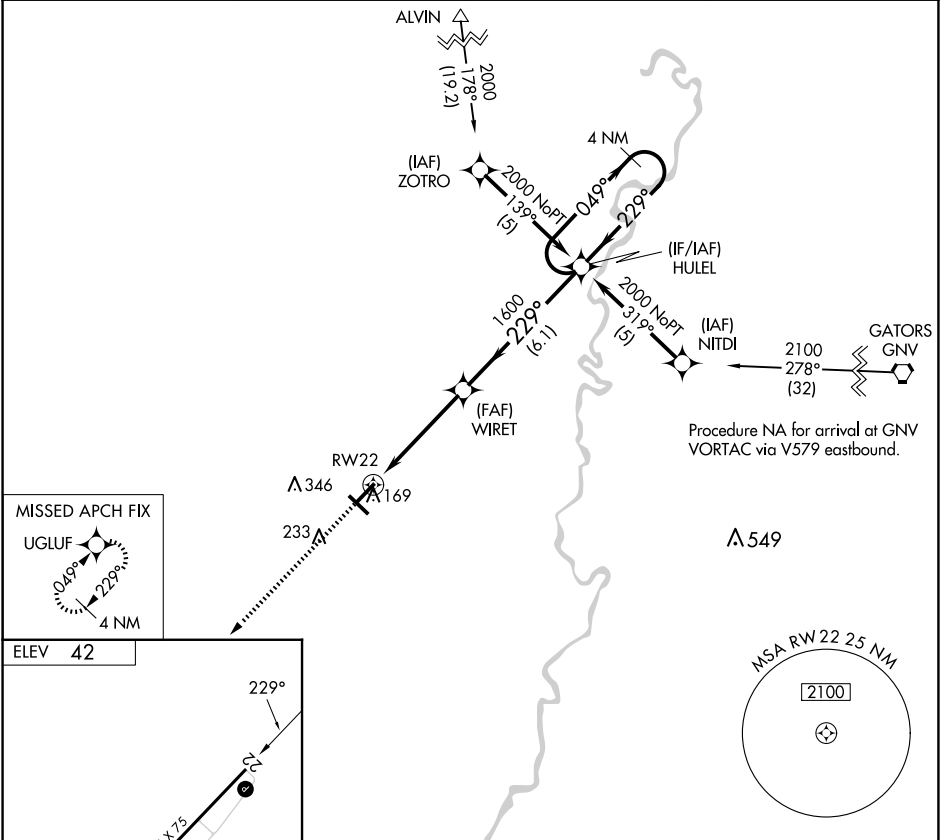 ALVIN
2000
178°
(19.2)
4 NM
(IAF)
ZOTRO
2000 NoPT
139°
(5)
049°
229°
(IF/IAF)
HULEL
2000 NoPT
319°
(5)
(IAF)
NITDI
GATORS
GNV
2100
278°
(32)
1600
229°
(6.1)
(FAF)
WIRET
Procedure NA for arrival at GNV
VORTAC via V579 eastbound.
RW22
346
169
233
549
MISSED APCH FIX
UGLUF
049°
229°
4 NM
ELEV 42
229°
22
P
X 75
MSA RW 22 25 NM
2100